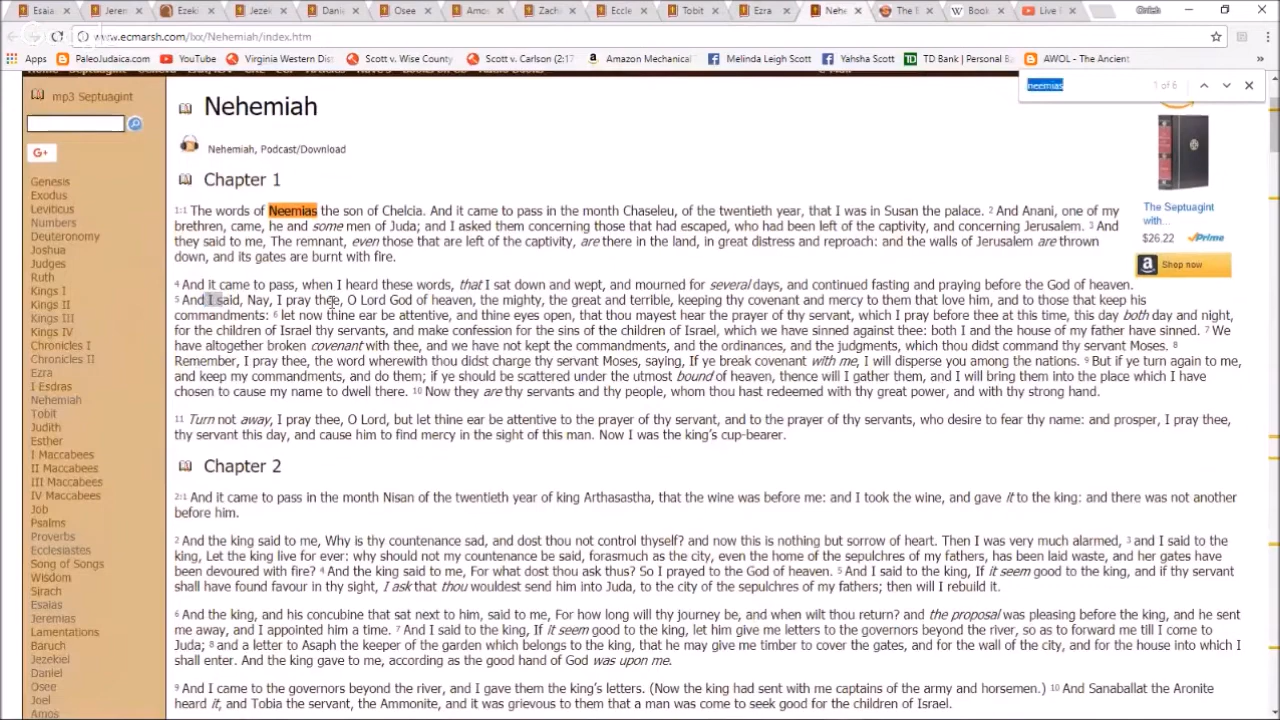 Esaia
Jerem
Ezeki
Jezek
Danie
Osee
Amos
Zach
Eccle
Tobit
Ezra
Nehe
The B
Book
Live
www.ecmarsh.com/lxx/Nehemiah/index.htm
Apps PaleoJudaica.com YouTube Virginia Western Dis Scott v. Wise County Scott v. Carlson (2:17 Amazon Mechanical Melinda Leigh Scott Yahsha Scott TD Bank | Personal B AWOL - The Ancient »
neemias 1 of 6
mp3 Septuagint
G+
Genesis
Exodus
Leviticus
Numbers
Deuteronomy
Joshua
Judges
Ruth
Kings I
Kings II
Kings III
Kings IV
Chronicles I
Chronicles II
Ezra
I Esdras
Nehemiah
Tobit
Judith
Esther
I Maccabees
II Maccabees
III Maccabees
IV Maccabees
Job
Psalms
Proverbs
Ecclesiastes
Song of Songs
Wisdom
Sirach
Esaias
Jeremias
Lamentations
Baruch
Jezekiel
Daniel
Osee
Joel
Amos
Nehemiah
Nehemiah, Podcast/Download
Chapter 1
1:1 The words of Neemias the son of Chelcia. And it came to pass in the month Chaseleu, of the twentieth year, that I was in Susan the palace. 2 And Anani, one of my
brethren, came, he and some men of Juda; and I asked them concerning those that had escaped, who had been left of the captivity, and concerning Jerusalem. 3 And
they said to me, The remnant, even those that are left of the captivity, are there in the land, in great distress and reproach: and the walls of Jerusalem are thrown
down, and its gates are burnt with fire.
4 And it came to pass, when I heard these words, that I sat down and wept, and mourned for several days, and continued fasting and praying before the God of heaven.
5 And I said, Nay, I pray thee, O Lord God of heaven, the mighty, the great and terrible, keeping thy covenant and mercy to them that love him, and to those that keep his
commandments: 6 let now thine ear be attentive, and thine eyes open, that thou mayest hear the prayer of thy servant, which I pray before thee at this time, this day both day and night,
for the children of Israel thy servants, and make confession for the sins of the children of Israel, which we have sinned against thee: both I and the house of my father have sinned. 7 We
have altogether broken covenant with thee, and we have not kept the commandments, and the ordinances, and the judgments, which thou didst command thy servant Moses. 8
Remember, I pray thee, the word wherewith thou didst charge thy servant Moses, saying, If ye break covenant with me, I will disperse you among the nations. 9 But if ye turn again to me,
and keep my commandments, and do them; if ye should be scattered under the utmost bound of heaven, thence will I gather them, and I will bring them into the place which I have
chosen to cause my name to dwell there. 10 Now they are thy servants and thy people, whom thou hast redeemed with thy great power, and with thy strong hand.
11 Turn not away, I pray thee, O Lord, but let thine ear be attentive to the prayer of thy servant, and to the prayer of thy servants, who desire to fear thy name: and prosper, I pray thee,
thy servant this day, and cause him to find mercy in the sight of this man. Now I was the king's cup-bearer.
Chapter 2
2:1 And it came to pass in the month Nisan of the twentieth year of king Arthasastha, that the wine was before me: and I took the wine, and gave it to the king: and there was not another
before him.
2 And the king said to me, Why is thy countenance sad, and dost thou not control thyself? and now this is nothing but sorrow of heart. Then I was very much alarmed, 3 and I said to the
king, Let the king live for ever: why should not my countenance be said, forasmuch as the city, even the home of the sepulchres of my fathers, has been laid waste, and her gates have
been devoured with fire? 4 And the king said to me, For what dost thou ask thus? So I prayed to the God of heaven. 5 And I said to the king, If it seem good to the king, and if thy servant
shall have found favour in thy sight, I ask that thou wouldest send him into Juda, to the city of the sepulchres of my fathers; then will I rebuild it.
6 And the king, and his concubine that sat next to him, said to me, For how long will thy journey be, and when wilt thou return? and the proposal was pleasing before the king, and he sent
me away, and I appointed him a time. 7 And I said to the king, If it seem good to the king, let him give me letters to the governors beyond the river, so as to forward me till I come to
Juda; 8 and a letter to Asaph the keeper of the garden which belongs to the king, that he may give me timber to cover the gates, and for the wall of the city, and for the house into which I
shall enter. And the king gave to me, according as the good hand of God was upon me.
9 And I came to the governors beyond the river, and I gave them the king's letters. (Now the king had sent with me captains of the army and horsemen.) 10 And Sanaballat the Aronite
heard it, and Tobia the servant, the Ammonite, and it was grievous to them that a man was come to seek good for the children of Israel.
The Septuagint
with...
$26.22 Prime
a Shop now